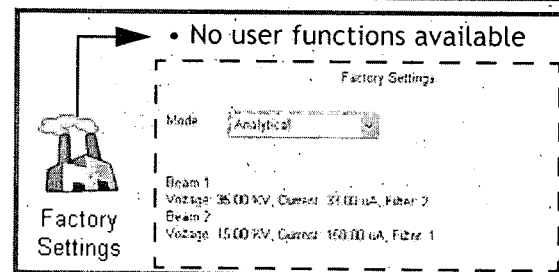 • No user functions available
Factory Settings
Mode Analytical
Beam 1
Voltage: 36.00 kV, Current: 33.00 uA, Filter: 2
Beam 2
Voltage: 15.00 kV, Current: 150.00 uA, Filter: 1
Factory
Settings